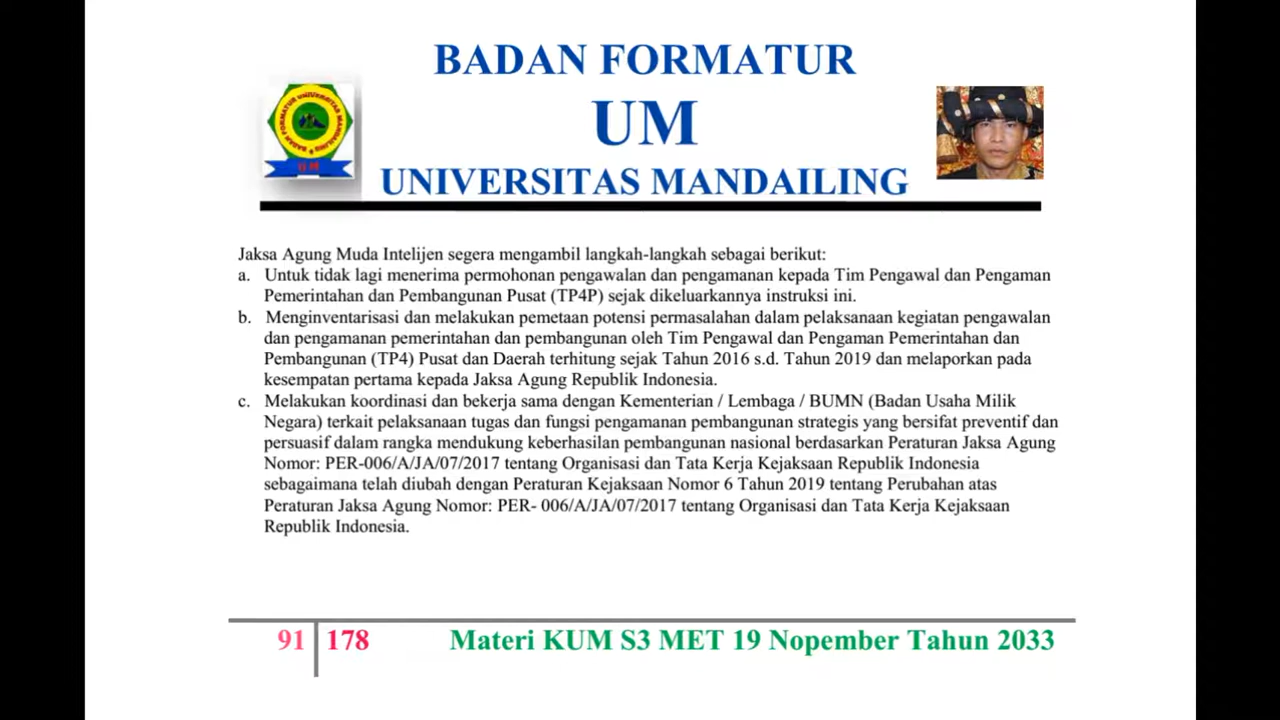 BADAN FORMATUR
UM
UNIVERSITAS MANDAILING
BADAN FORMATUR UNIVERSITAS MANDAILING
U M
Jaksa Agung Muda Intelijen segera mengambil langkah-langkah sebagai berikut:
a. Untuk tidak lagi menerima permohonan pengawalan dan pengamanan kepada Tim Pengawal dan Pengaman
Pemerintahan dan Pembangunan Pusat (TP4P) sejak dikeluarkannya instruksi ini.
b. Menginventarisasi dan melakukan pemetaan potensi permasalahan dalam pelaksanaan kegiatan pengawalan
dan pengamanan pemerintahan dan pembangunan oleh Tim Pengawal dan Pengaman Pemerintahan dan
Pembangunan (TP4) Pusat dan Daerah terhitung sejak Tahun 2016 s.d. Tahun 2019 dan melaporkan pada
kesempatan pertama kepada Jaksa Agung Republik Indonesia.
c. Melakukan koordinasi dan bekerja sama dengan Kementerian / Lembaga / BUMN (Badan Usaha Milik
Negara) terkait pelaksanaan tugas dan fungsi pengamanan pembangunan strategis yang bersifat preventif dan
persuasif dalam rangka mendukung keberhasilan pembangunan nasional berdasarkan Peraturan Jaksa Agung
Nomor: PER-006/A/JA/07/2017 tentang Organisasi dan Tata Kerja Kejaksaan Republik Indonesia
sebagaimana telah diubah dengan Peraturan Kejaksaan Nomor 6 Tahun 2019 tentang Perubahan atas
Peraturan Jaksa Agung Nomor: PER- 006/A/JA/07/2017 tentang Organisasi dan Tata Kerja Kejaksaan
Republik Indonesia.
91 178 Materi KUM S3 MET 19 Nopember Tahun 2033